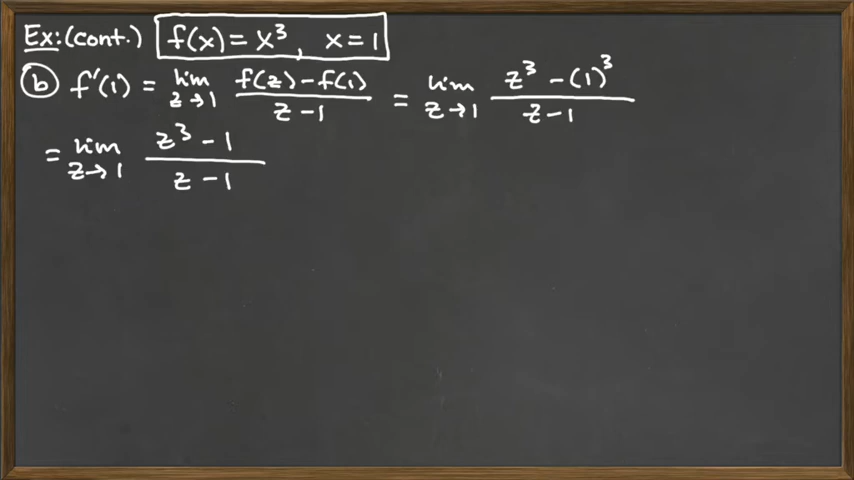 Ex: (cont.) f(x) = x³, x = 1
ⓑ f'(1) = lim z→1 f(z) – f(1) / z – 1 = lim z→1 z³ – (1)³ / z – 1
= lim z→1 z³ – 1 / z – 1